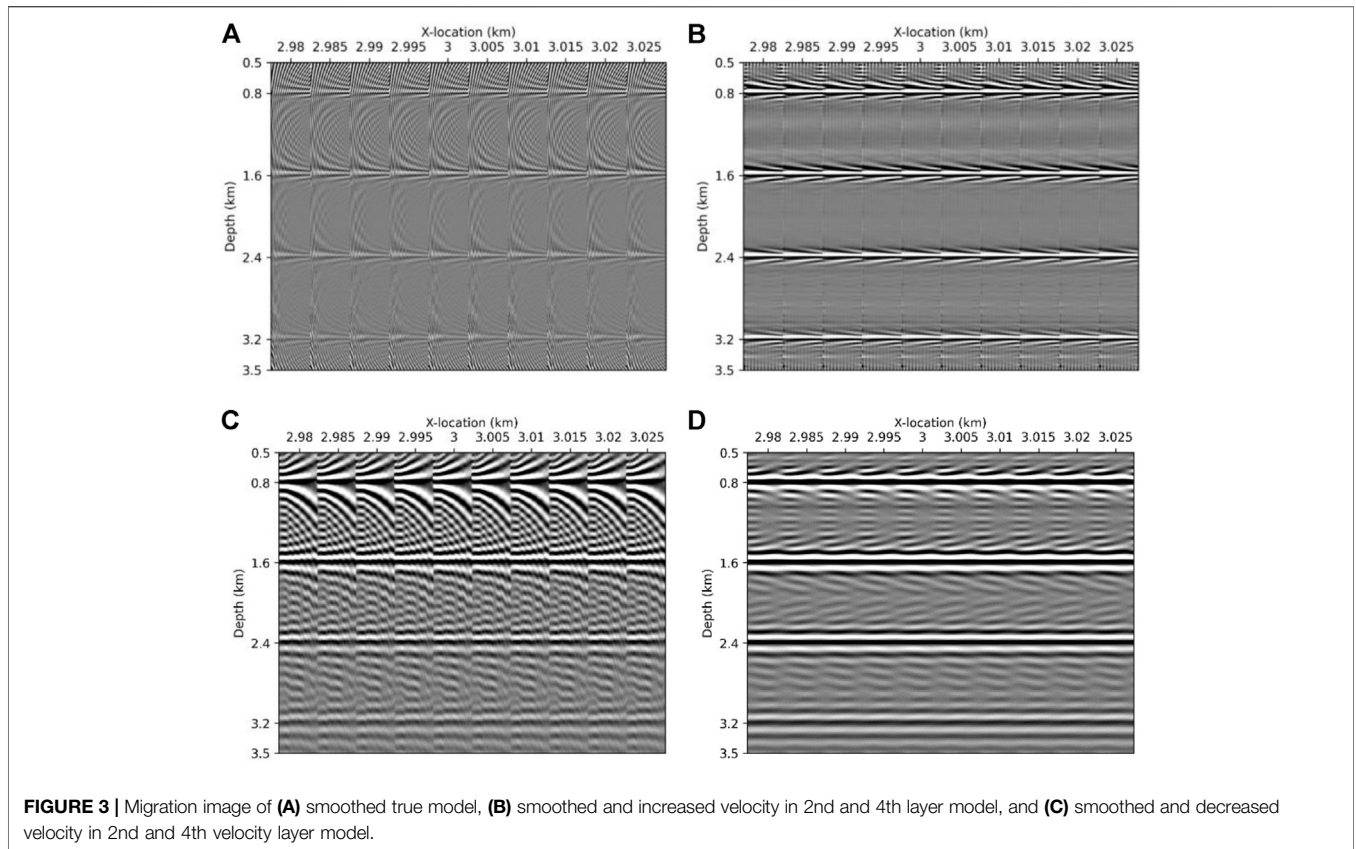 A
X-location (km)
2.98 2.985 2.99 2.995 3 3.005 3.01 3.015 3.02 3.025
0.5
0.8
1.6
2.4
3.2
3.5
Depth (km)
B
X-location (km)
2.98 2.985 2.99 2.995 3 3.005 3.01 3.015 3.02 3.025
0.5
0.8
1.6
2.4
3.2
3.5
Depth (km)
C
X-location (km)
2.98 2.985 2.99 2.995 3 3.005 3.01 3.015 3.02 3.025
0.5
0.8
1.6
2.4
3.2
3.5
Depth (km)
D
X-location (km)
2.98 2.985 2.99 2.995 3 3.005 3.01 3.015 3.02 3.025
0.5
0.8
1.6
2.4
3.2
3.5
Depth (km)
FIGURE 3 | Migration image of (A) smoothed true model, (B) smoothed and increased velocity in 2nd and 4th layer model, and (C) smoothed and decreased
velocity in 2nd and 4th velocity layer model.